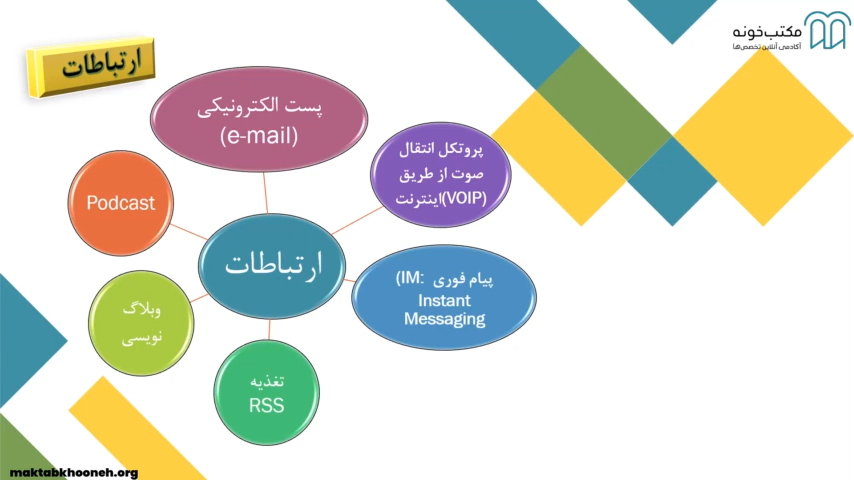 مکتب‌خونه
آکادمی آنلاین تخصص‌ها
ارتباطات
پست الکترونیکی
(e-mail)
پروتکل انتقال
صوت از طریق
اینترنت(VOIP)
Podcast
ارتباطات
پیام فوری :IM)
Instant
Messaging
وبلاگ
نویسی
تغذیه
RSS
maktabkhooneh.org